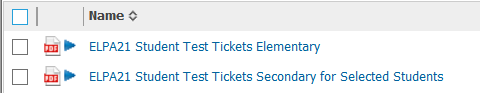 Name
ELPA21 Student Test Tickets Elementary
ELPA21 Student Test Tickets Secondary for Selected Students